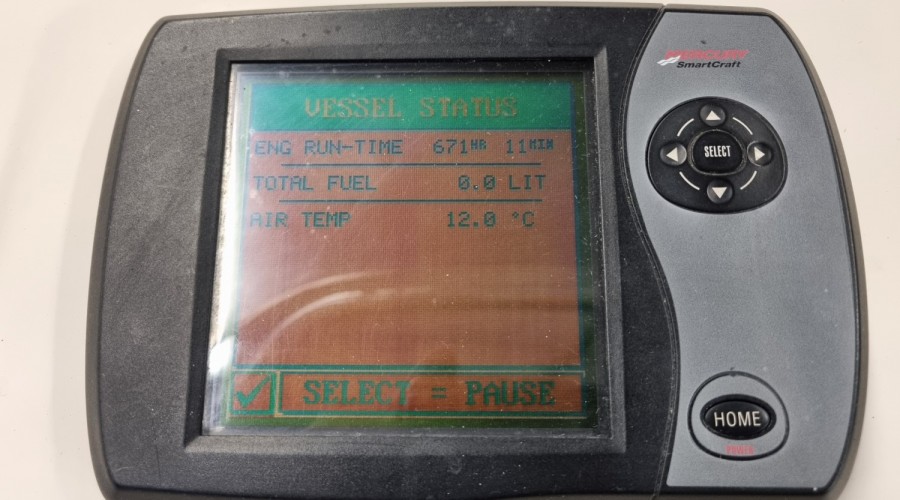 VESSEL STATUS
ENG RUN-TIME 671HR 11MIN
TOTAL FUEL 0.0 LIT
AIR TEMP 12.0 °C
SELECT = PAUSE
MERCURY
SmartCraft
SELECT
HOME